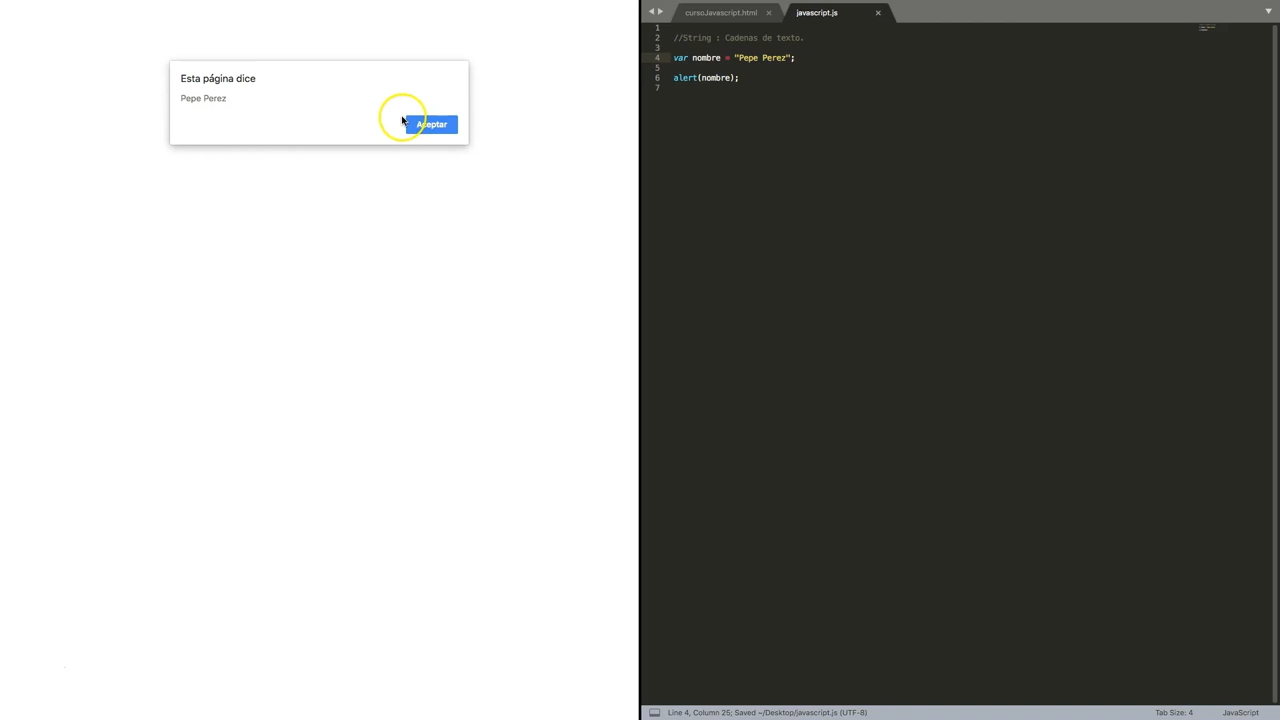 Esta página dice
Pepe Perez
Aceptar
cursoJavascript.html ×
javascript.js ×
1
2 //String : Cadenas de texto.
3
4 var nombre = "Pepe Perez";
5
6 alert(nombre);
7
Line 4, Column 25; Saved ~/Desktop/javascript.js (UTF-8)
Tab Size: 4
JavaScript